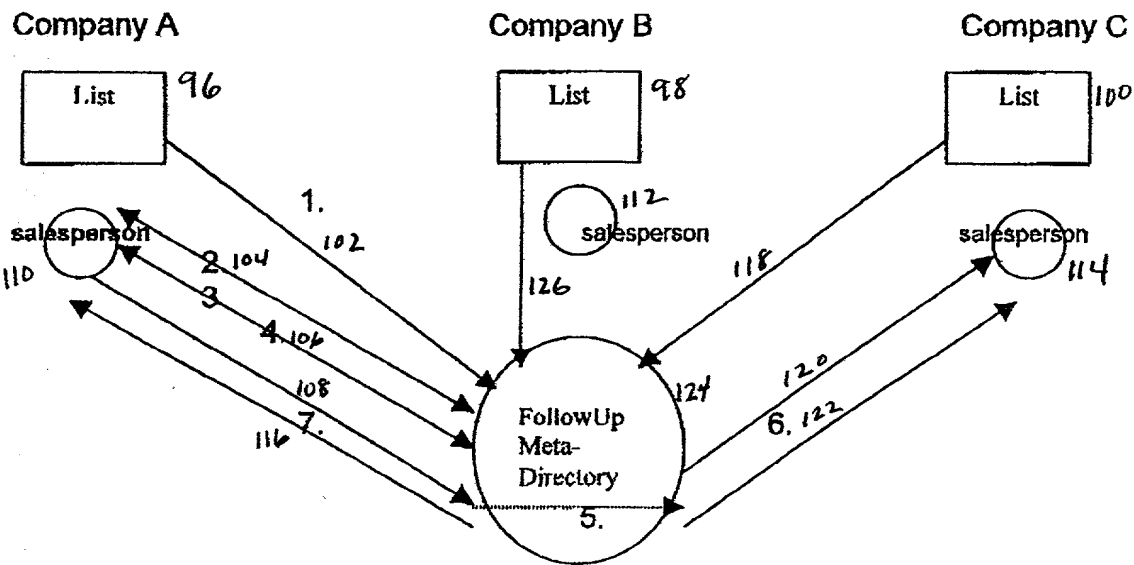 Company A Company B Company C
List 96 List 98 List 100
1.
112
salesperson salesperson salesperson
102
110 2. 104 118 114
3 126
4. 106
120
108 124
7. FollowUp 6. 122
116 Meta-
Directory
5.